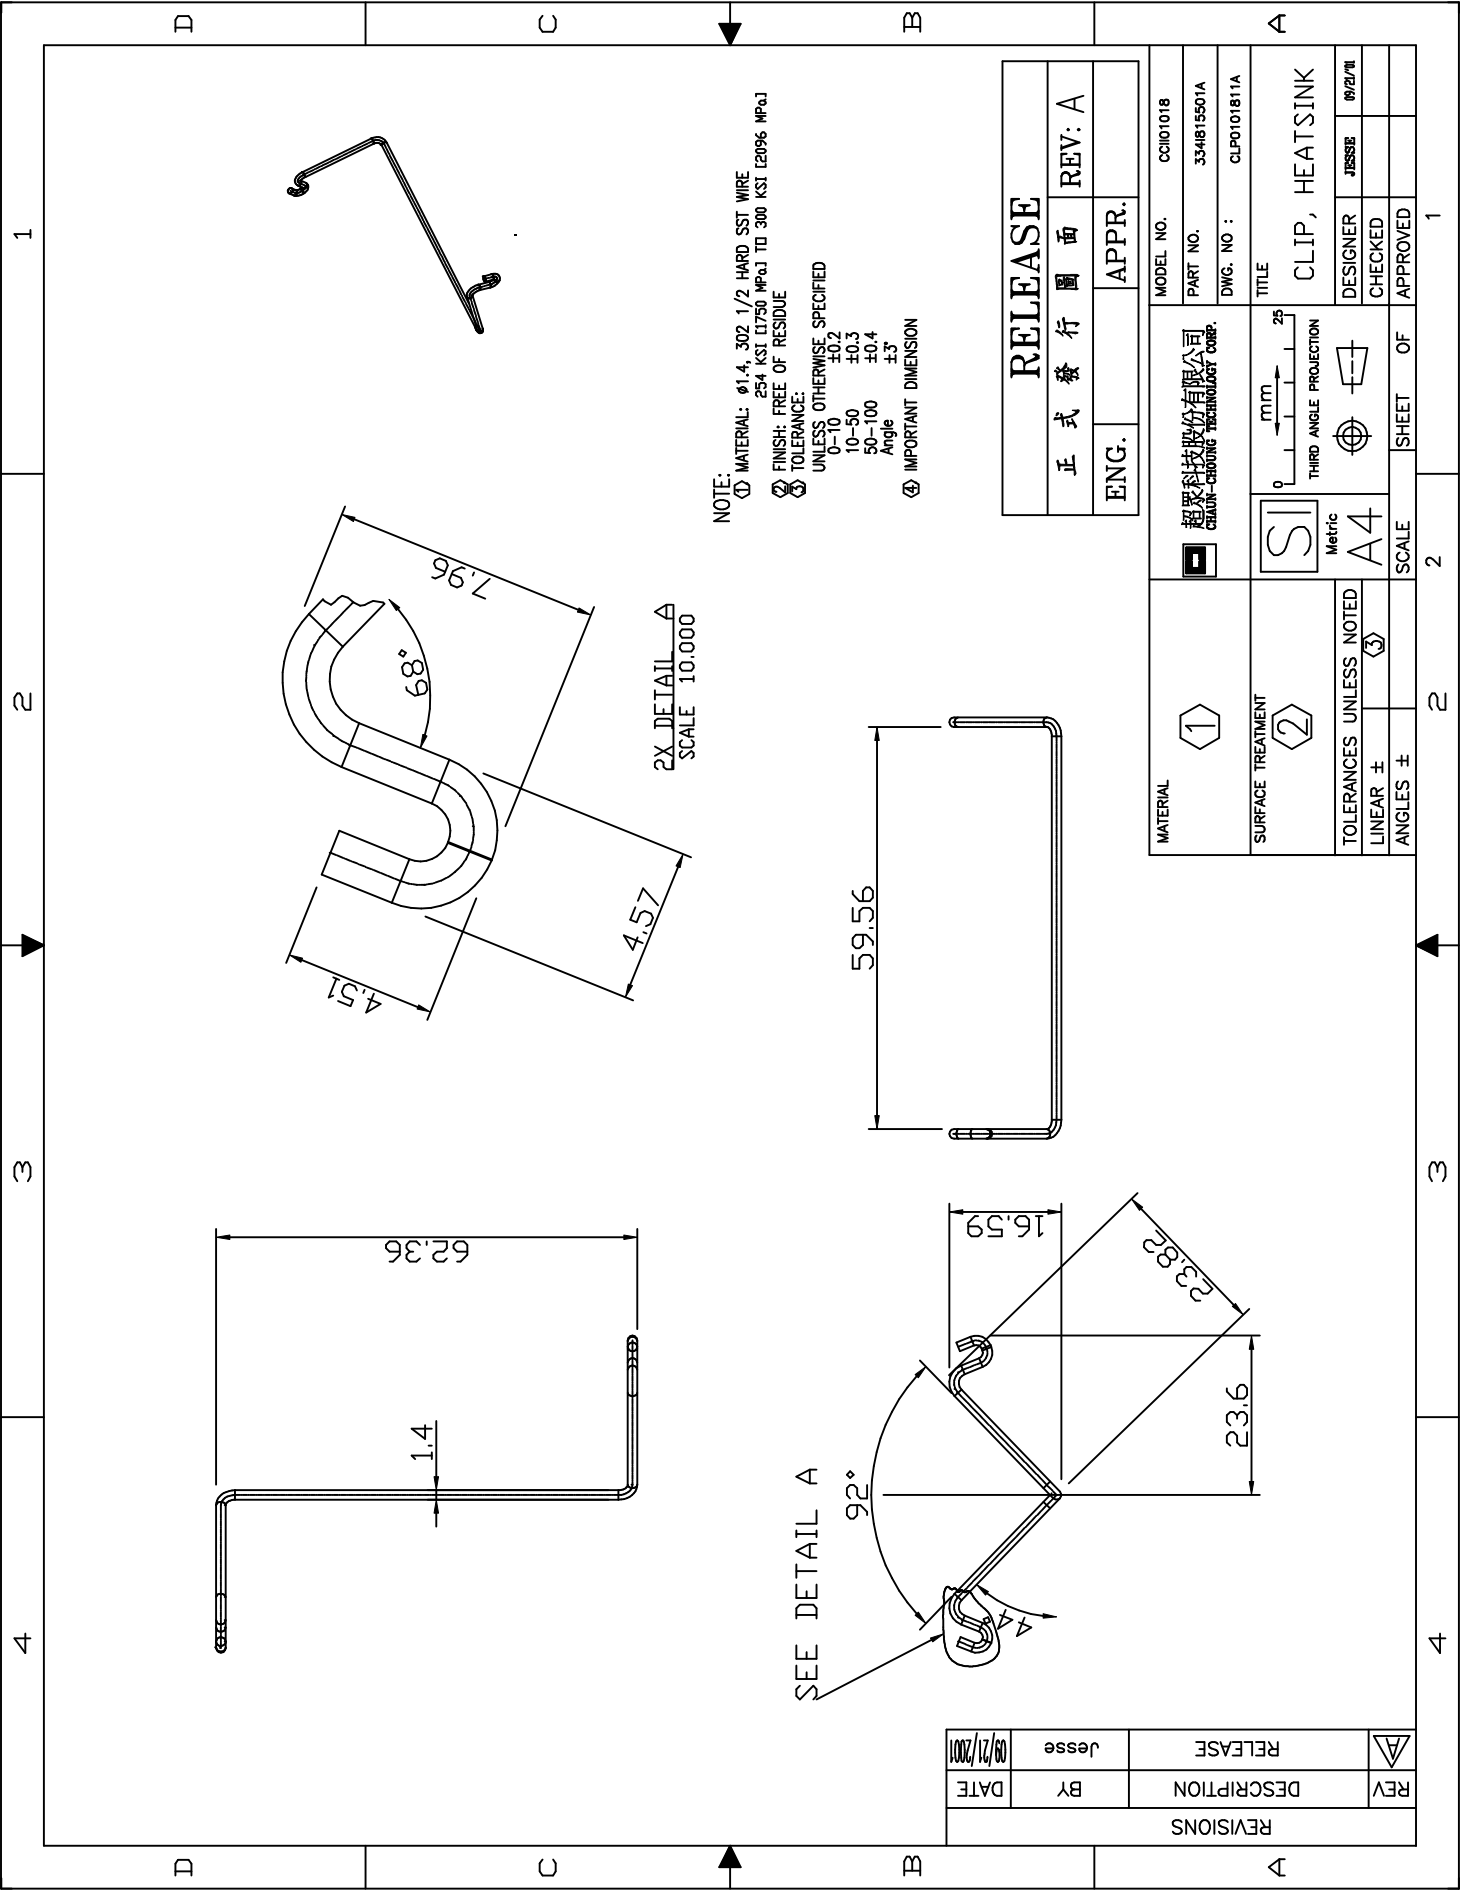 D
C
B
A
1
2
3
4
NOTE:
① MATERIAL: ø1.4, 302 1/2 HARD SST WIRE
254 KSI [1750 MPa] TO 300 KSI [2096 MPa]
② FINISH: FREE OF RESIDUE
③ TOLERANCE:
UNLESS OTHERWISE SPECIFIED
0-10 ±0.2
10-50 ±0.3
50-100 ±0.4
Angle ±3°
④ IMPORTANT DIMENSION
62.36
1.4
4.51
4.57
7.96
68°
2X DETAIL A
SCALE 10.000
SEE DETAIL A
92°
44°
16.59
23.82
23.6
59.56
RELEASE
正式發行圖面 REV: A
ENG. APPR.
MATERIAL
1
SURFACE TREATMENT
2
TOLERANCES UNLESS NOTED
LINEAR ± 3
ANGLES ±
超眾科技股份有限公司
CHAUN-CHOUNG TECHNOLOGY CORP.
SI
Metric
A4
0 mm 25
THIRD ANGLE PROJECTION
SCALE SHEET OF
MODEL NO. CCI101018
PART NO. 334I815501A
DWG. NO : CLP0101811A
TITLE
CLIP, HEATSINK
DESIGNER JESSE 09/21/'01
CHECKED
APPROVED
REVISIONS
REV DESCRIPTION BY DATE
A RELEASE Jesse 09/21/2001
D
C
B
A
1
2
3
4